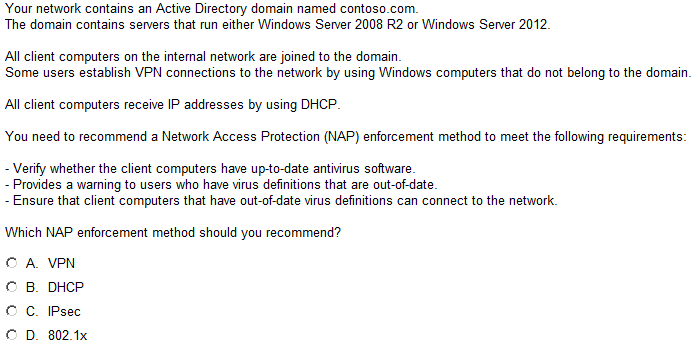 Your network contains an Active Directory domain named contoso.com.
The domain contains servers that run either Windows Server 2008 R2 or Windows Server 2012.
All client computers on the internal network are joined to the domain.
Some users establish VPN connections to the network by using Windows computers that do not belong to the domain.
All client computers receive IP addresses by using DHCP.
You need to recommend a Network Access Protection (NAP) enforcement method to meet the following requirements:
- Verify whether the client computers have up-to-date antivirus software.
- Provides a warning to users who have virus definitions that are out-of-date.
- Ensure that client computers that have out-of-date virus definitions can connect to the network.
Which NAP enforcement method should you recommend?
A. VPN
B. DHCP
C. IPsec
D. 802.1x